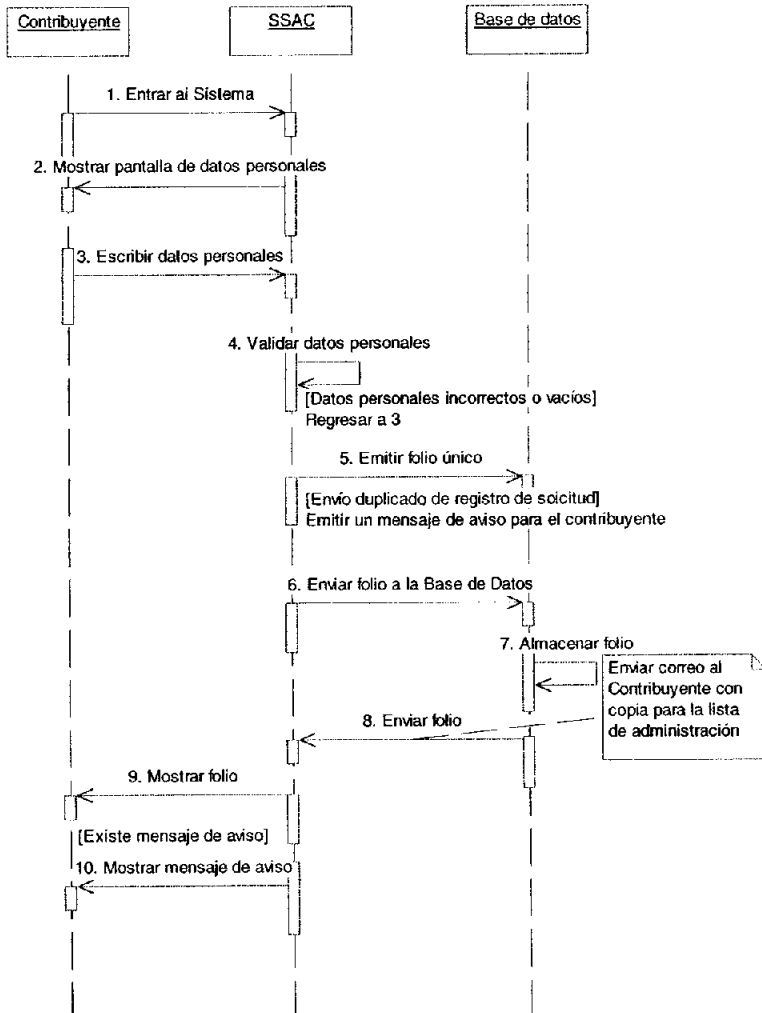 Contribuyente
SSAC
Base de datos
1. Entrar al Sistema
2. Mostrar pantalla de datos personales
3. Escribir datos personales
4. Validar datos personales
[Datos personales incorrectos o vacíos]
Regresar a 3
5. Emitir folio único
[Envío duplicado de registro de soicitud]
Emitir un mensaje de aviso para el contribuyente
6. Enviar folio a la Base de Datos
7. Almacenar folio
Enviar correo al
Contribuyente con
copia para la lista
de administración
8. Enviar folio
9. Mostrar folio
[Existe mensaje de aviso]
10. Mostrar mensaje de aviso